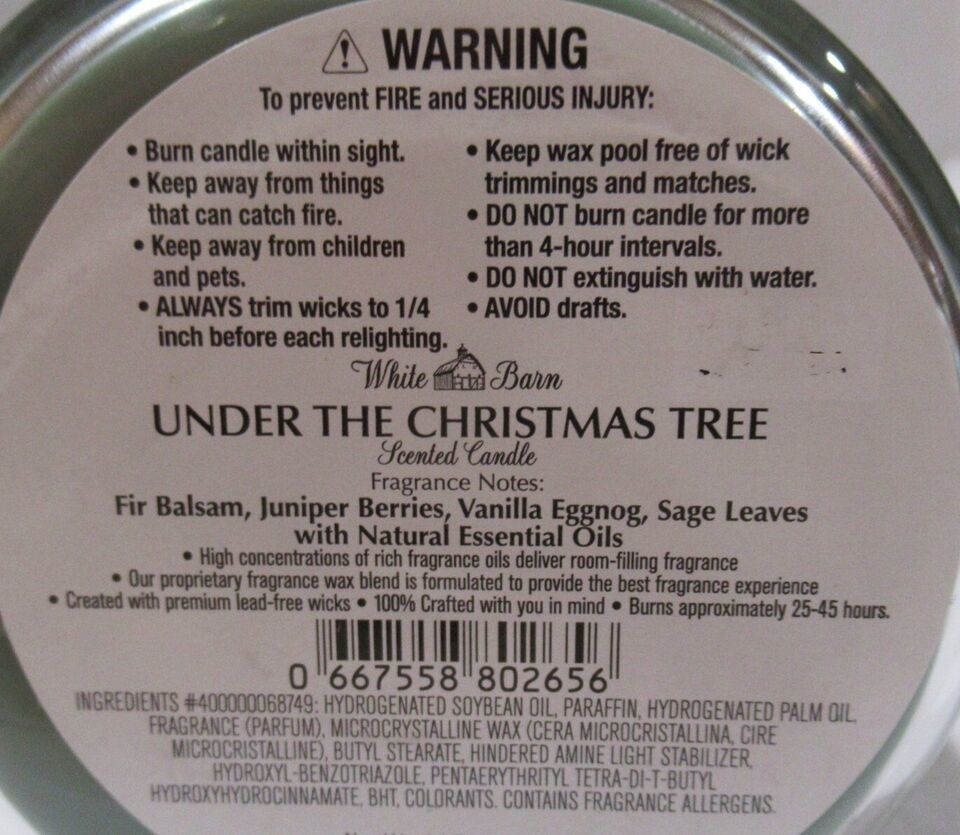 WARNING
To prevent FIRE and SERIOUS INJURY:
• Burn candle within sight.
• Keep away from things
that can catch fire.
• Keep away from children
and pets.
• ALWAYS trim wicks to 1/4
inch before each relighting.
• Keep wax pool free of wick
trimmings and matches.
• DO NOT burn candle for more
than 4-hour intervals.
• DO NOT extinguish with water.
• AVOID drafts.
White Barn
UNDER THE CHRISTMAS TREE
Scented Candle
Fragrance Notes:
Fir Balsam, Juniper Berries, Vanilla Eggnog, Sage Leaves
with Natural Essential Oils
• High concentrations of rich fragrance oils deliver room-filling fragrance
• Our proprietary fragrance wax blend is formulated to provide the best fragrance experience
• Created with premium lead-free wicks • 100% Crafted with you in mind • Burns approximately 25-45 hours.
0 667558 802656
INGREDIENTS #400000068749: HYDROGENATED SOYBEAN OIL, PARAFFIN, HYDROGENATED PALM OIL,
FRAGRANCE (PARFUM), MICROCRYSTALLINE WAX (CERA MICROCRISTALLINA, CIRE
MICROCRISTALLINE), BUTYL STEARATE, HINDERED AMINE LIGHT STABILIZER,
HYDROXYL-BENZOTRIAZOLE, PENTAERYTHRITYL TETRA-DI-T-BUTYL
HYDROXYHYDROCINNAMATE, BHT, COLORANTS. CONTAINS FRAGRANCE ALLERGENS.